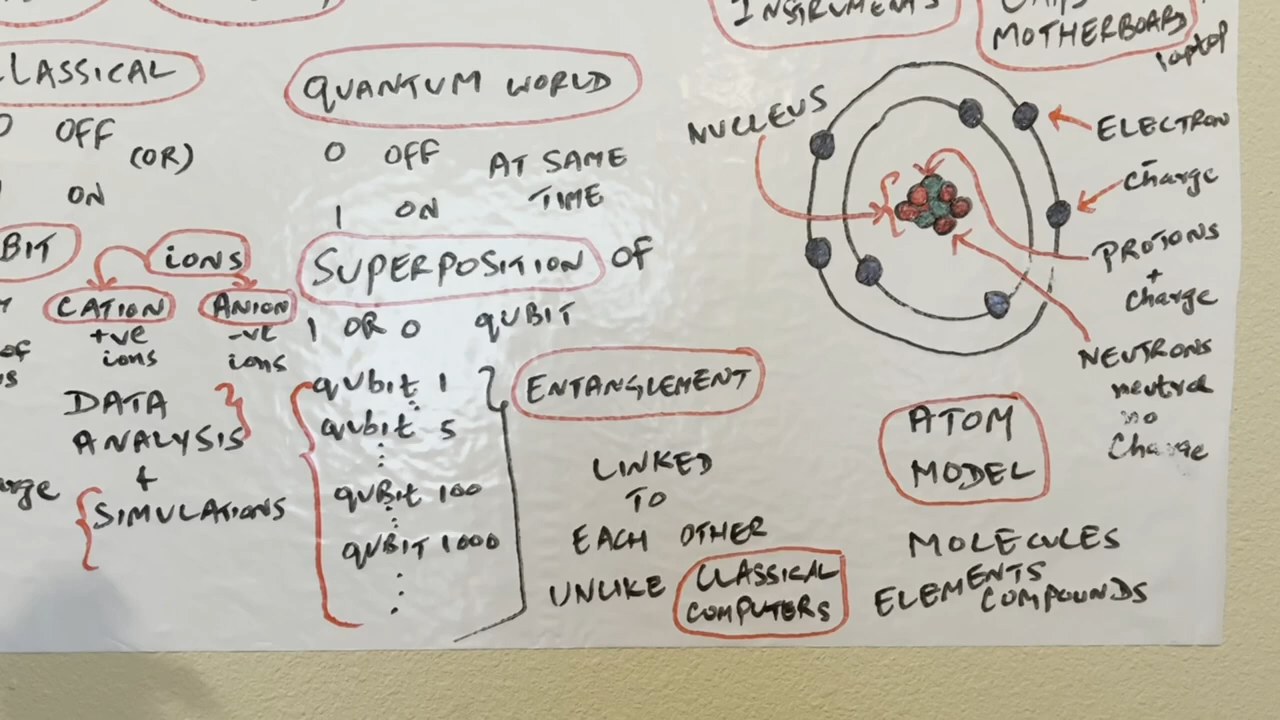 INSTRUMENTS
MOTHERBOARD
laptop
CLASSICAL
OFF
(OR)
ON
BIT
ions
CATION
ANION
+ve
-ve
ions
ions
of
DATA
ANALYSIS
+
SIMULATIONS
QUANTUM WORLD
0 OFF
1 ON
AT SAME
TIME
SUPERPOSITION OF
1 OR 0 QUBIT
qubit 1
qubit 5
qubit 100
QUBIT 1000
ENTANGLEMENT
LINKED
TO
EACH OTHER
UNLIKE CLASSICAL
COMPUTERS
NUCLEUS
ELECTRON
-
charge
PROTONS
+
charge
NEUTRONS
neutral
no
Charge
ATOM
MODEL
MOLECULES
ELEMENTS
COMPOUNDS